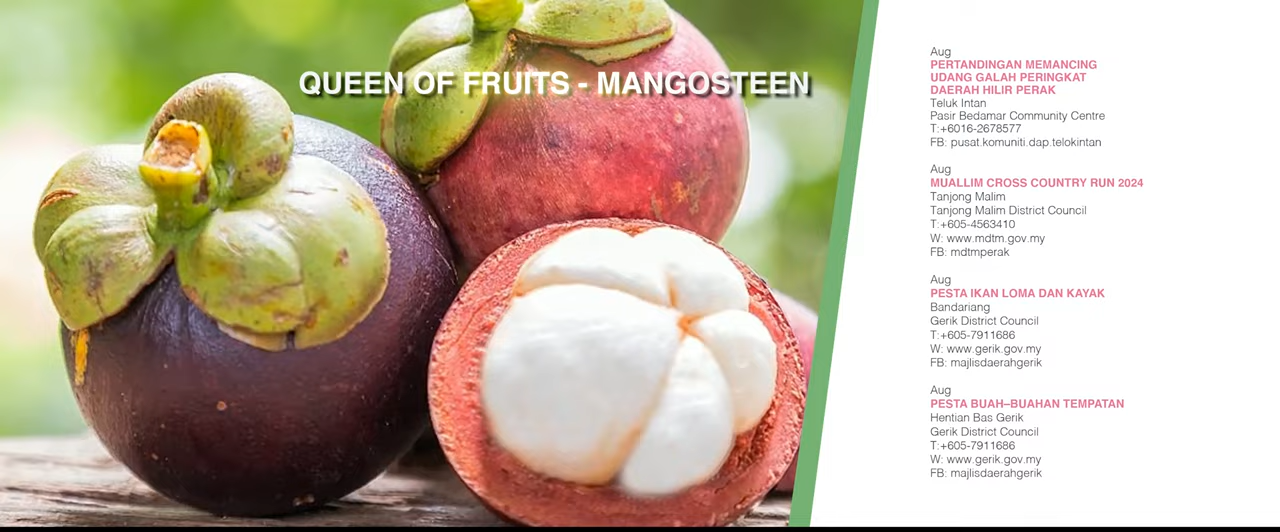 QUEEN OF FRUITS - MANGOSTEEN
Aug
PERTANDINGAN MEMANCING
UDANG GALAH PERINGKAT
DAERAH HILIR PERAK
Teluk Intan
Pasir Bedamar Community Centre
T:+6016-2678577
FB: pusat.komuniti.dap.telokintan
Aug
MUALLIM CROSS COUNTRY RUN 2024
Tanjong Malim
Tanjong Malim District Council
T:+605-4563410
W: www.mdtm.gov.my
FB: mdtmperak
Aug
PESTA IKAN LOMA DAN KAYAK
Bandariang
Gerik District Council
T:+605-7911686
W: www.gerik.gov.my
FB: majlisdaerahgerik
Aug
PESTA BUAH–BUAHAN TEMPATAN
Hentian Bas Gerik
Gerik District Council
T:+605-7911686
W: www.gerik.gov.my
FB: majlisdaerahgerik